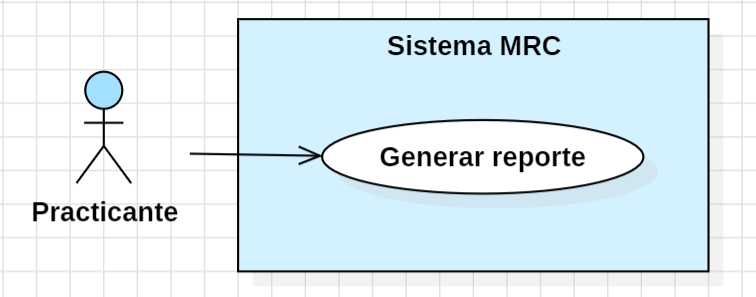 Sistema MRC
Generar reporte
Practicante